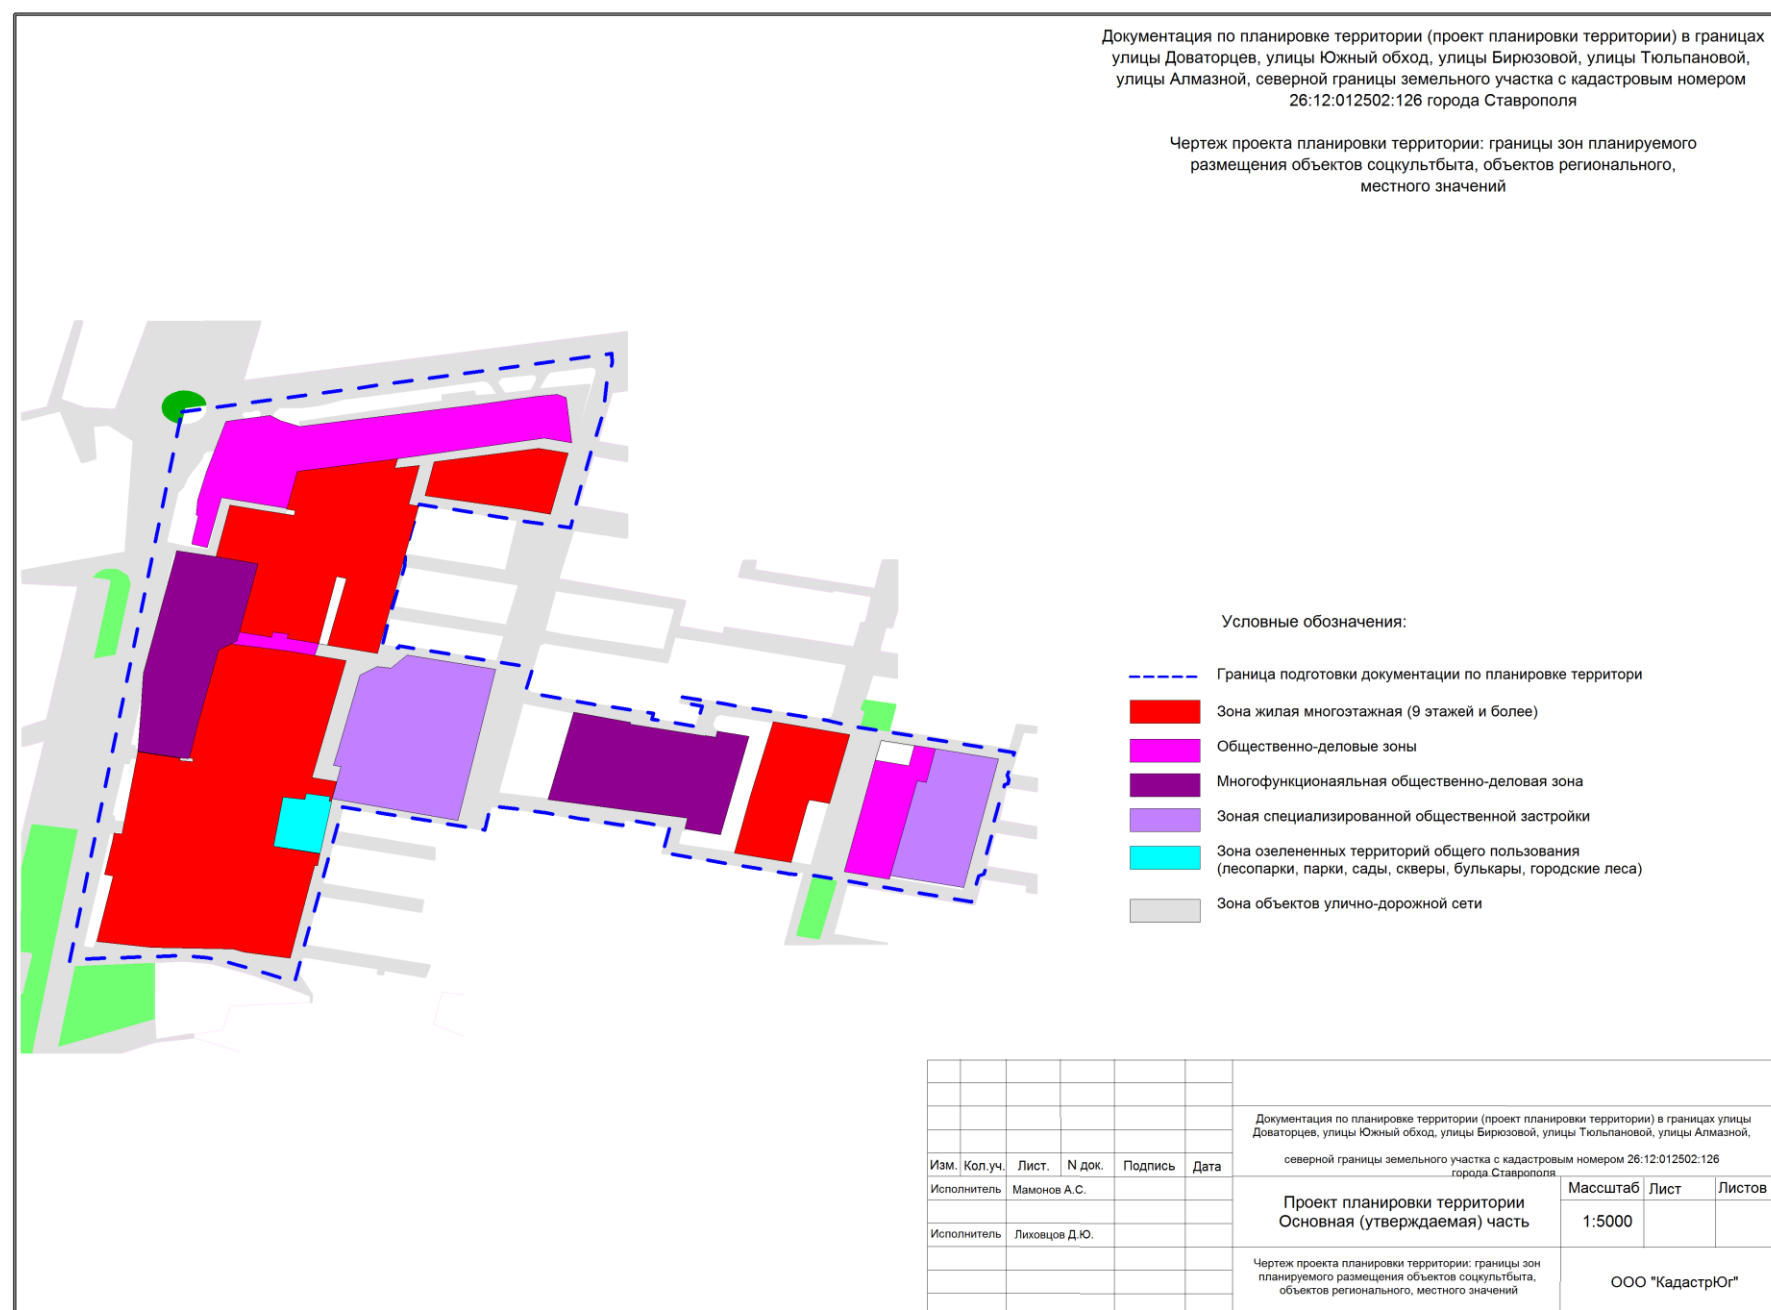 Документация по планировке территории (проект планировки территории) в границах
улицы Доваторцев, улицы Южный обход, улицы Бирюзовой, улицы Тюльпановой,
улицы Алмазной, северной границы земельного участка с кадастровым номером
26:12:012502:126 города Ставрополя
Чертеж проекта планировки территории: границы зон планируемого
размещения объектов соцкультбыта, объектов регионального,
местного значений
Условные обозначения:
Граница подготовки документации по планировке территори
Зона жилая многоэтажная (9 этажей и более)
Общественно-деловые зоны
Многофункционаяльная общественно-деловая зона
Зоная специализированной общественной застройки
Зона озелененных территорий общего пользования
(лесопарки, парки, сады, скверы, булькары, городские леса)
Зона объектов улично-дорожной сети
Документация по планировке территории (проект планировки территории) в границах улицы
Доваторцев, улицы Южный обход, улицы Бирюзовой, улицы Тюльпановой, улицы Алмазной,
северной границы земельного участка с кадастровым номером 26:12:012502:126
города Ставрополя
Изм. Кол.уч. Лист. N док. Подпись Дата
Исполнитель Мамонов А.С.
Исполнитель Лиховцов Д.Ю.
Проект планировки территории
Основная (утверждаемая) часть
Масштаб Лист Листов
1:5000
Чертеж проекта планировки территории: границы зон
планируемого размещения объектов соцкультбыта,
объектов регионального, местного значений
ООО "КадастрЮг"